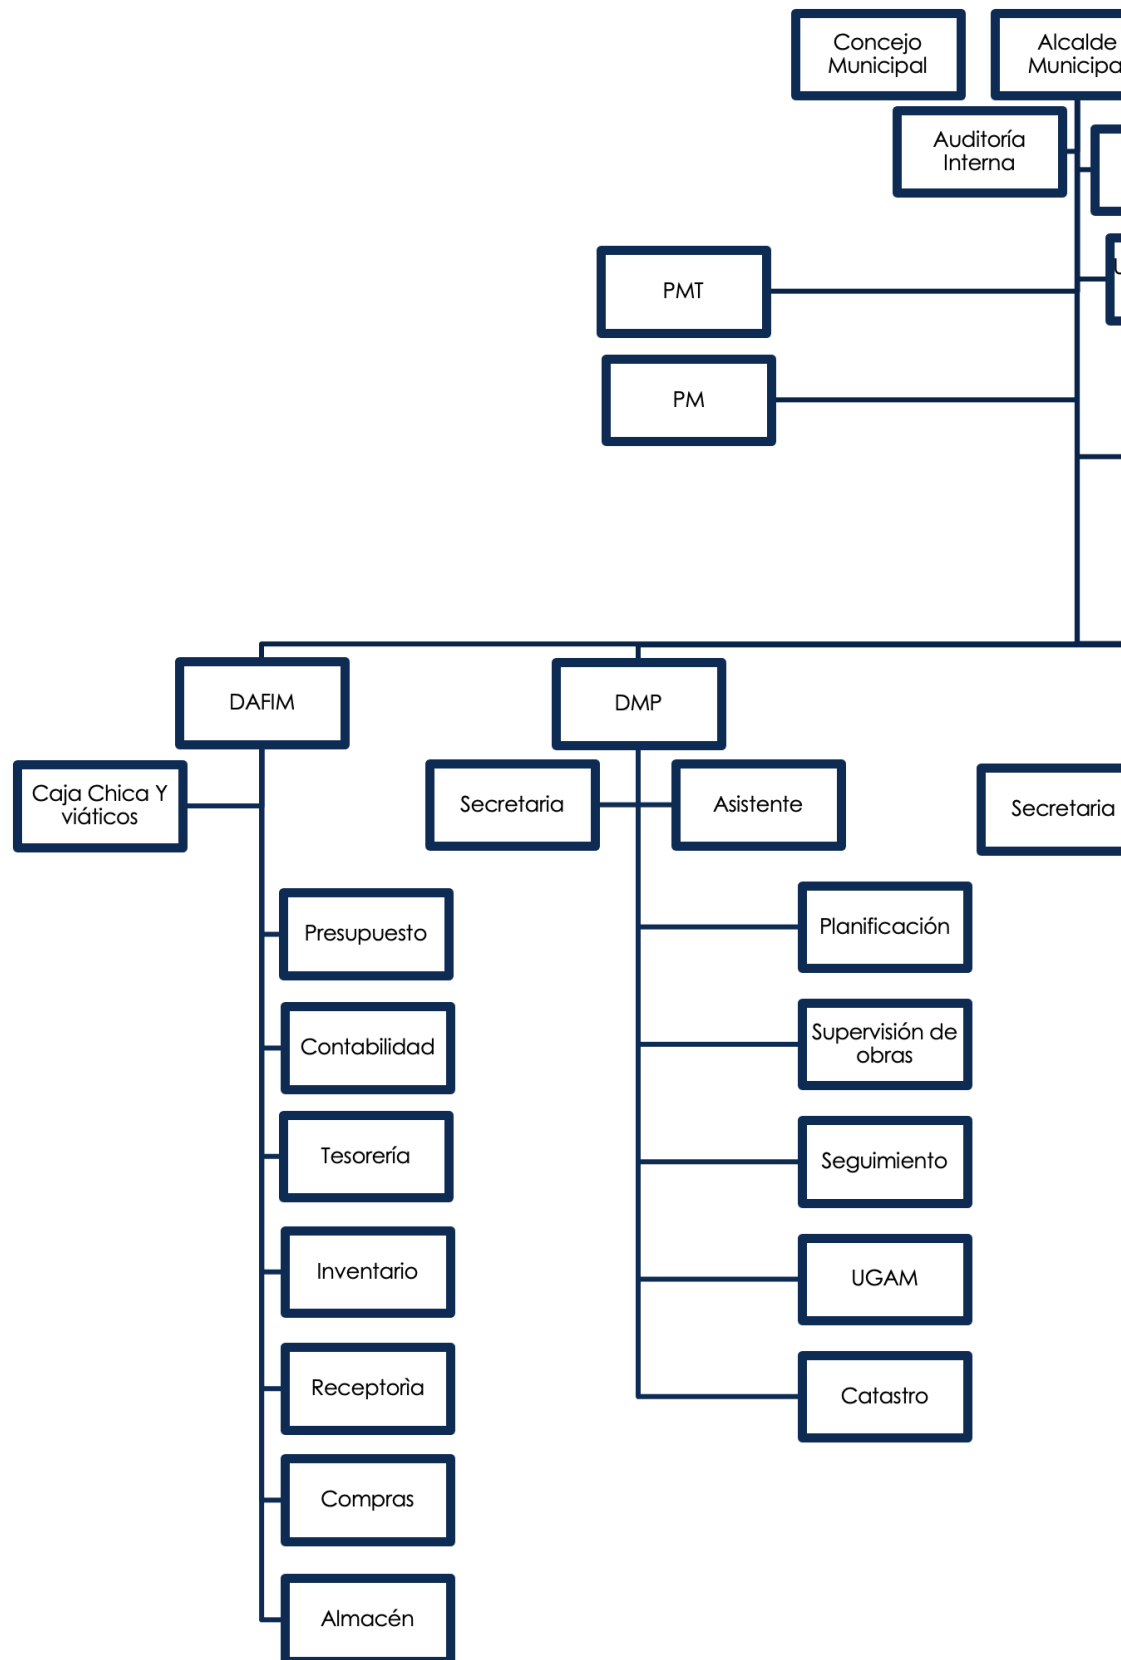 Concejo
Municipal
Alcalde
Auditoría
Interna
PMT
PM
DAFIM
DMP
Caja Chica Y
viáticos
Secretaria
Asistente
Secretaria
Presupuesto
Planificación
Contabilidad
Supervisión de
obras
Tesorería
Seguimiento
Inventario
UGAM
Receptorìa
Catastro
Compras
Almacén